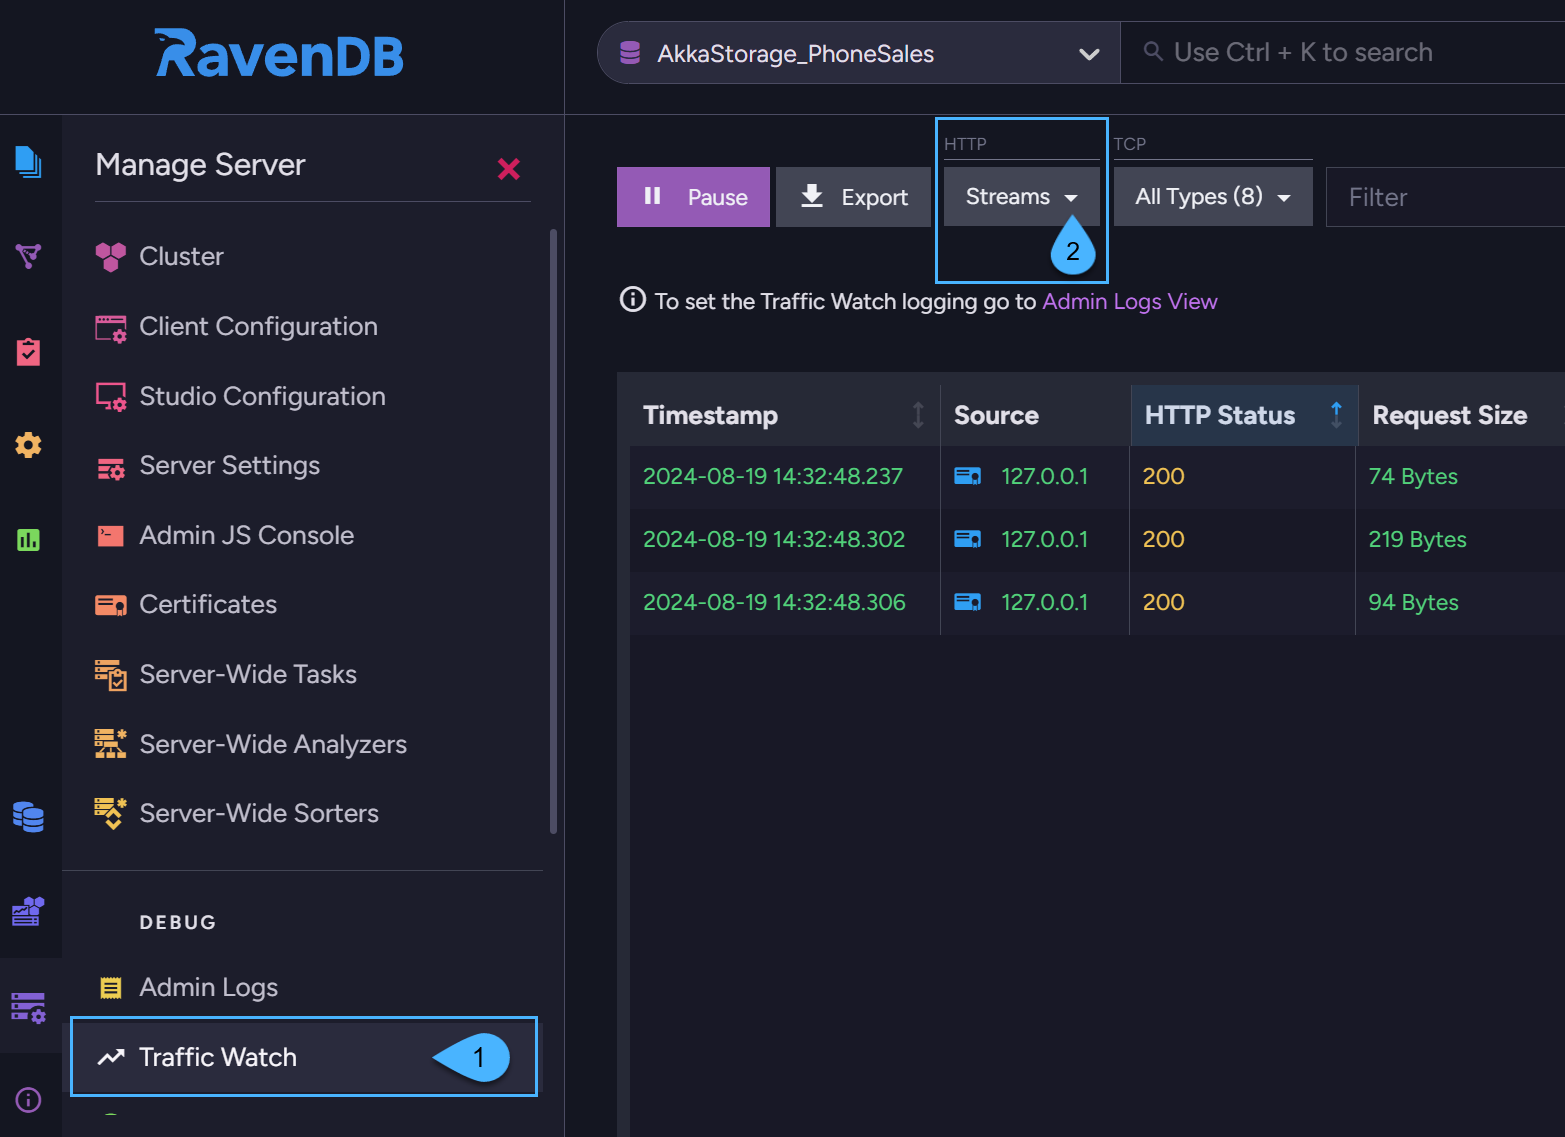 RavenDB
AkkaStorage_PhoneSales
Use Ctrl + K to search
Manage Server
Cluster
Client Configuration
Studio Configuration
Server Settings
Admin JS Console
Certificates
Server-Wide Tasks
Server-Wide Analyzers
Server-Wide Sorters
DEBUG
Admin Logs
Traffic Watch
1
HTTP
TCP
Pause
Export
Streams
All Types (8)
Filter
2
To set the Traffic Watch logging go to Admin Logs View
Timestamp Source HTTP Status Request Size
2024-08-19 14:32:48.237 127.0.0.1 200 74 Bytes
2024-08-19 14:32:48.302 127.0.0.1 200 219 Bytes
2024-08-19 14:32:48.306 127.0.0.1 200 94 Bytes